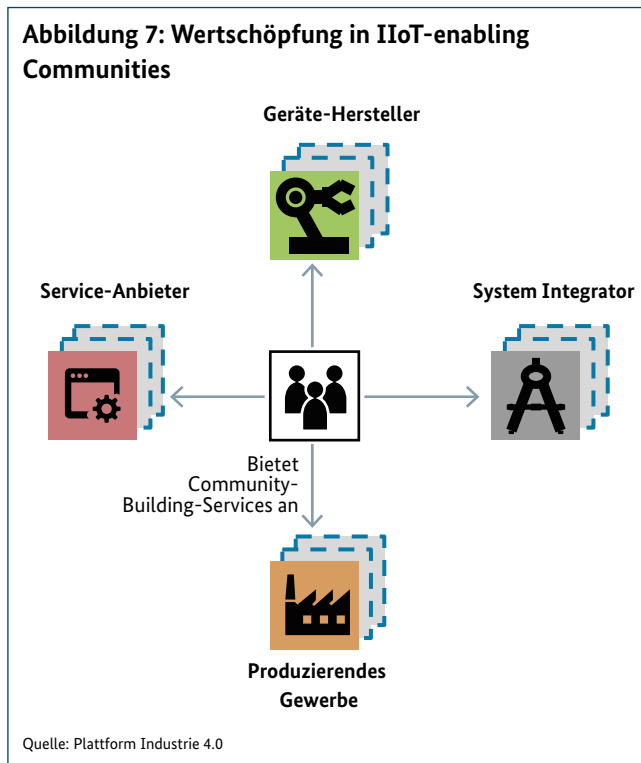 Abbildung 7: Wertschöpfung in IIoT-enabling
Communities
Geräte-Hersteller
Service-Anbieter
System Integrator
Bietet
Community-
Building-Services an
Produzierendes
Gewerbe
Quelle: Plattform Industrie 4.0